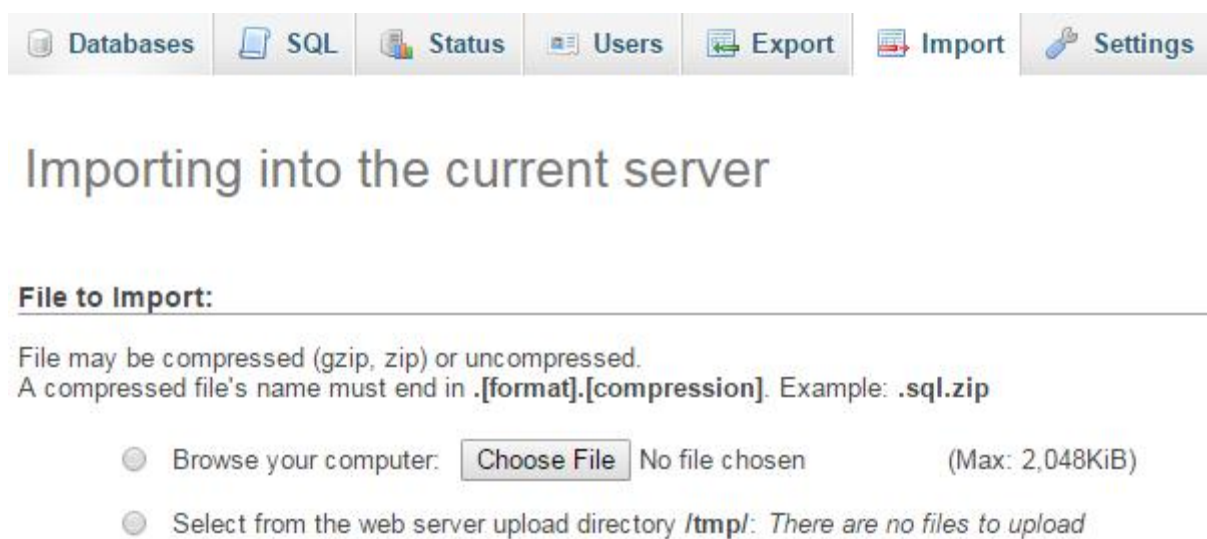 Databases SQL Status Users Export Import Settings
Importing into the current server
File to Import:
File may be compressed (gzip, zip) or uncompressed.
A compressed file's name must end in .[format].[compression]. Example: .sql.zip
Browse your computer: Choose File No file chosen (Max: 2,048KiB)
Select from the web server upload directory /tmp/: There are no files to upload